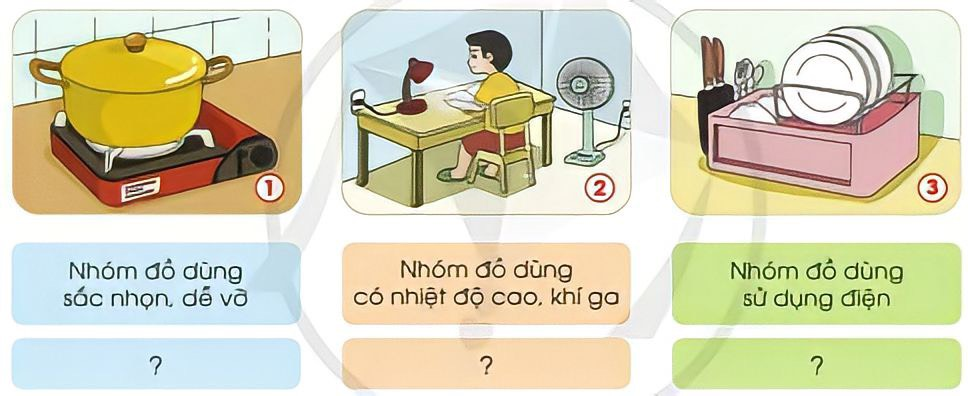 1
2
3
Nhóm đồ dùng
sắc nhọn, dễ vỡ
Nhóm đồ dùng
có nhiệt độ cao, khí ga
Nhóm đồ dùng
sử dụng điện
?
?
?